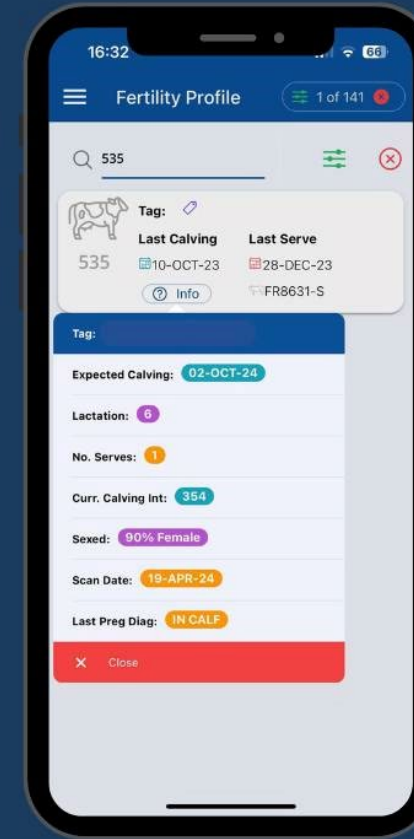 16:32
66
Fertility Profile
1 of 141
535
Tag:
Last Calving Last Serve
535
10-OCT-23 28-DEC-23
Info FR8631-S
Tag:
Expected Calving: 02-OCT-24
Lactation: 6
No. Serves: 1
Curr. Calving Int: 354
Sexed: 90% Female
Scan Date: 19-APR-24
Last Preg Diag: IN CALF
X Close